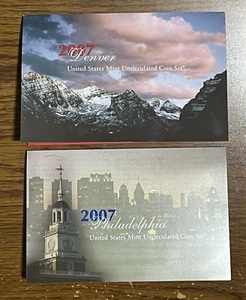 2007
Denver
United States Mint Uncirculated Coin Set
2007
Philadelphia
United States Mint Uncirculated Coin Set